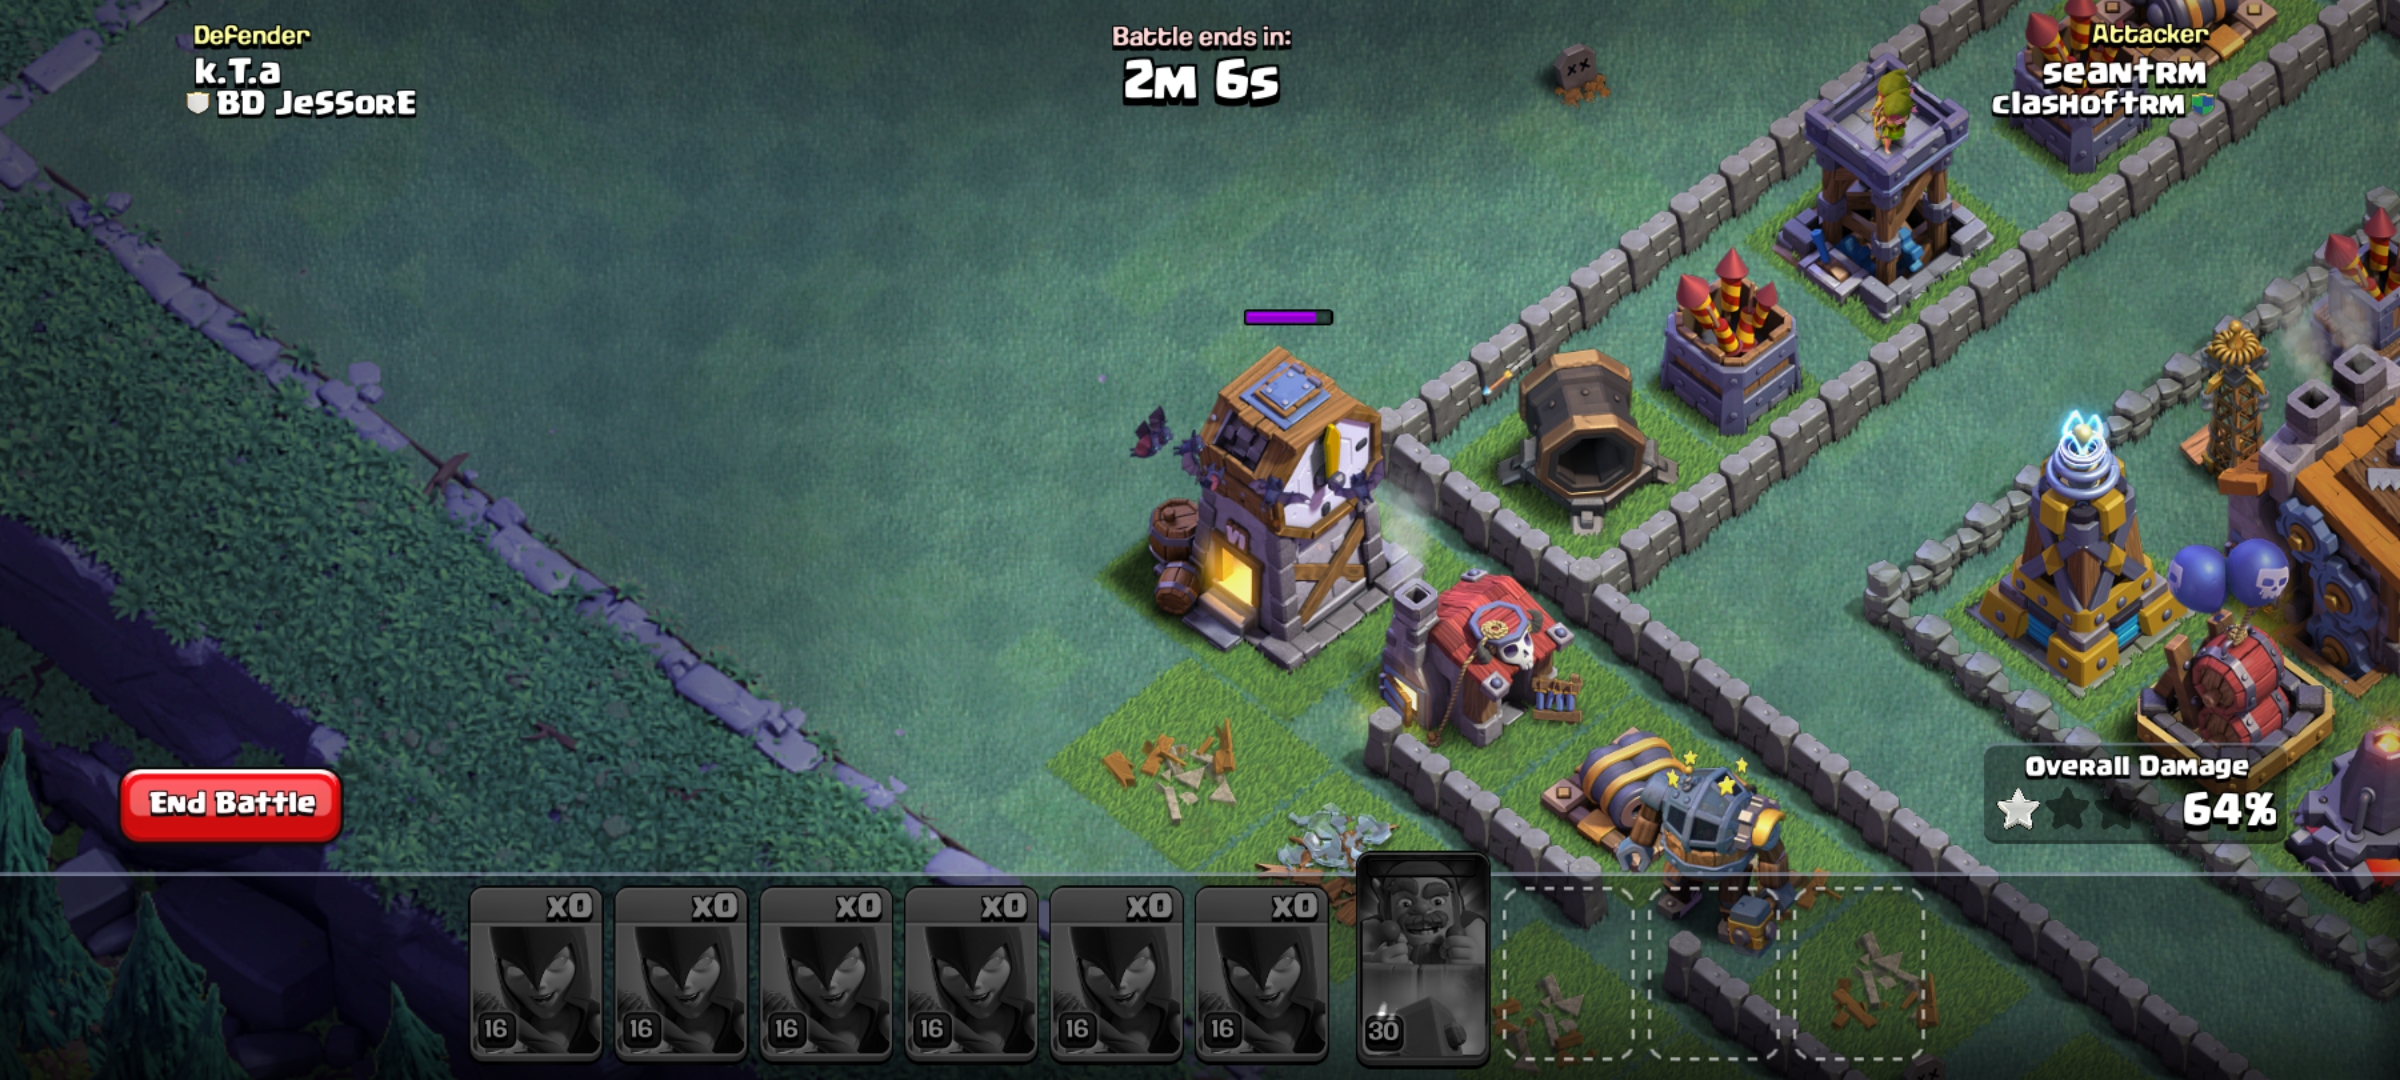 Defender
k.T.a
BD JeSSorE
Battle ends in:
2M 6s
Attacker
seantRM
clashoftRM
VI
End Battle
Overall Damage
64%
x0
x0
x0
x0
x0
x0
16
16
16
16
16
16
30